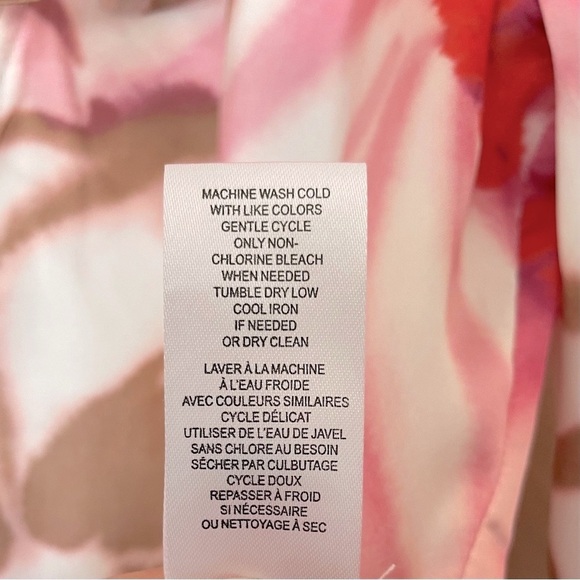 MACHINE WASH COLD
WITH LIKE COLORS
GENTLE CYCLE
ONLY NON-
CHLORINE BLEACH
WHEN NEEDED
TUMBLE DRY LOW
COOL IRON
IF NEEDED
OR DRY CLEAN
LAVER À LA MACHINE
À L'EAU FROIDE
AVEC COULEURS SIMILAIRES
CYCLE DÉLICAT
UTILISER DE L'EAU DE JAVEL
SANS CHLORE AU BESOIN
SÉCHER PAR CULBUTAGE
CYCLE DOUX
REPASSER À FROID
SI NÉCESSAIRE
OU NETTOYAGE À SEC